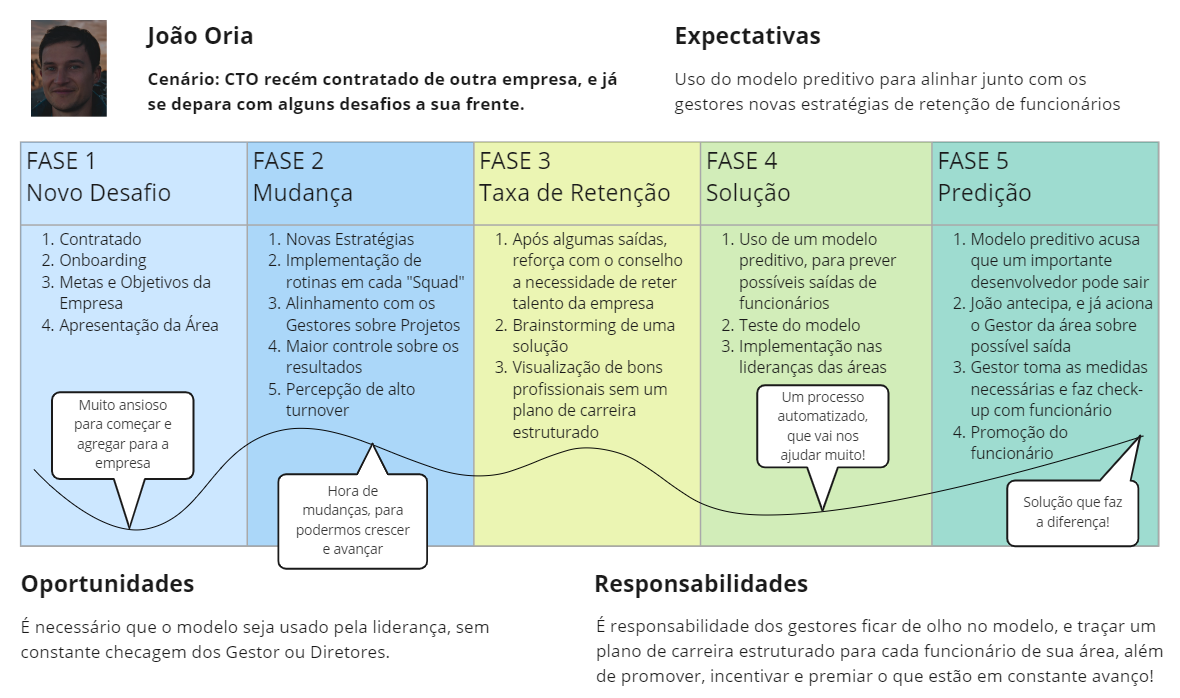 João Oria
Cenário: CTO recém contratado de outra empresa, e já
se depara com alguns desafios a sua frente.
Expectativas
Uso do modelo preditivo para alinhar junto com os
gestores novas estratégias de retenção de funcionários
FASE 1
Novo Desafio
1. Contratado
2. Onboarding
3. Metas e Objetivos da
Empresa
4. Apresentação da Área
Muito ansioso
para começar e
agregar para a
empresa
FASE 2
Mudança
1. Novas Estratégias
2. Implementação de
rotinas em cada "Squad"
3. Alinhamento com os
Gestores sobre Projetos
4. Maior controle sobre os
resultados
5. Percepção de alto
turnover
Hora de
mudanças, para
podermos crescer
e avançar
FASE 3
Taxa de Retenção
1. Após algumas saídas,
reforça com o conselho
a necessidade de reter
talento da empresa
2. Brainstorming de uma
solução
3. Visualização de bons
profissionais sem um
plano de carreira
estruturado
FASE 4
Solução
1. Uso de um modelo
preditivo, para prever
possíveis saídas de
funcionários
2. Teste do modelo
3. Implementação nas
lideranças das áreas
Um processo
automatizado,
que vai nos
ajudar muito!
FASE 5
Predição
1. Modelo preditivo acusa
que um importante
desenvolvedor pode sair
2. João antecipa, e já aciona
o Gestor da área sobre
possível saída
3. Gestor toma as medidas
necessárias e faz check-
up com funcionário
4. Promoção do
funcionário
Solução que faz
a diferença!
Oportunidades
É necessário que o modelo seja usado pela liderança, sem
constante checagem dos Gestor ou Diretores.
Responsabilidades
É responsabilidade dos gestores ficar de olho no modelo, e traçar um
plano de carreira estruturado para cada funcionário de sua área, além
de promover, incentivar e premiar o que estão em constante avanço!